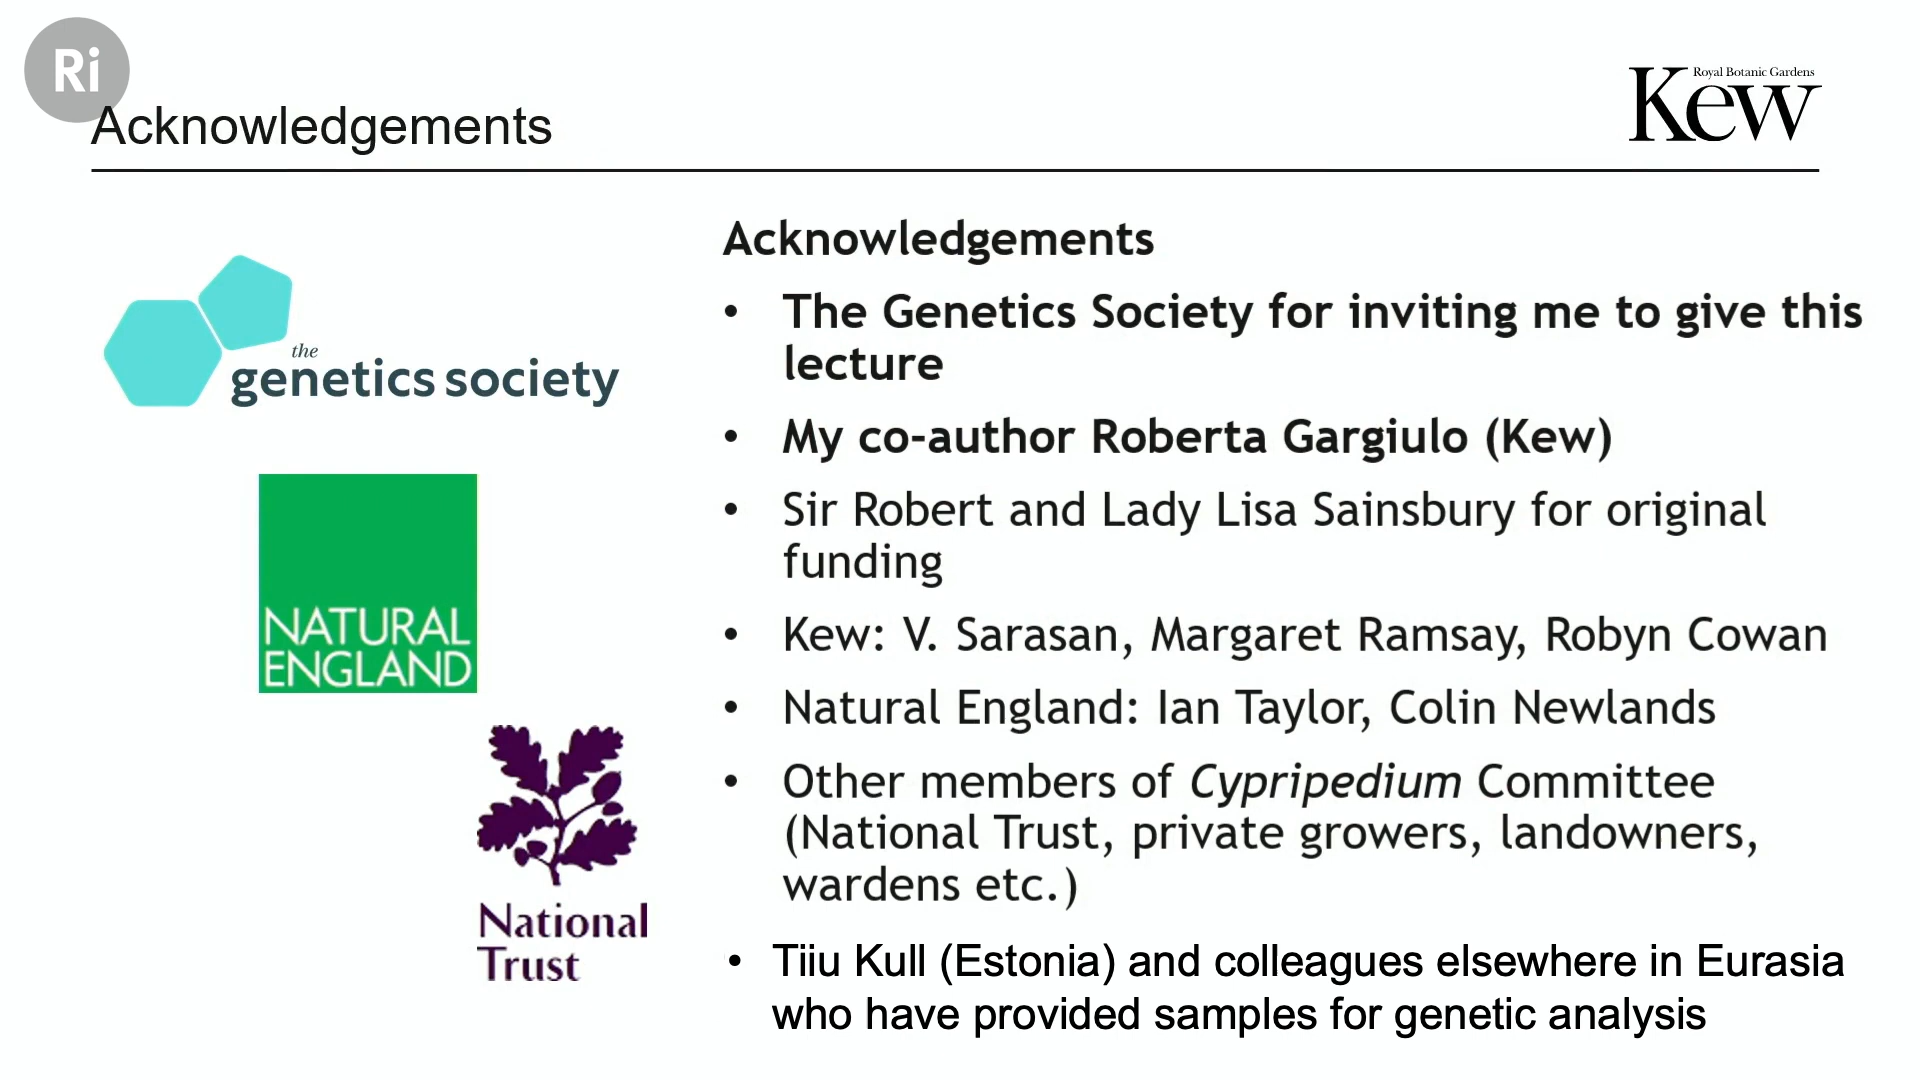 Ri
Acknowledgements
Royal Botanic Gardens
Kew
the
genetics society
NATURAL
ENGLAND
National
Trust
Acknowledgements
• The Genetics Society for inviting me to give this
lecture
• My co-author Roberta Gargiulo (Kew)
• Sir Robert and Lady Lisa Sainsbury for original
funding
• Kew: V. Sarasan, Margaret Ramsay, Robyn Cowan
• Natural England: Ian Taylor, Colin Newlands
• Other members of Cypripedium Committee
(National Trust, private growers, landowners,
wardens etc.)
• Tiiu Kull (Estonia) and colleagues elsewhere in Eurasia
who have provided samples for genetic analysis